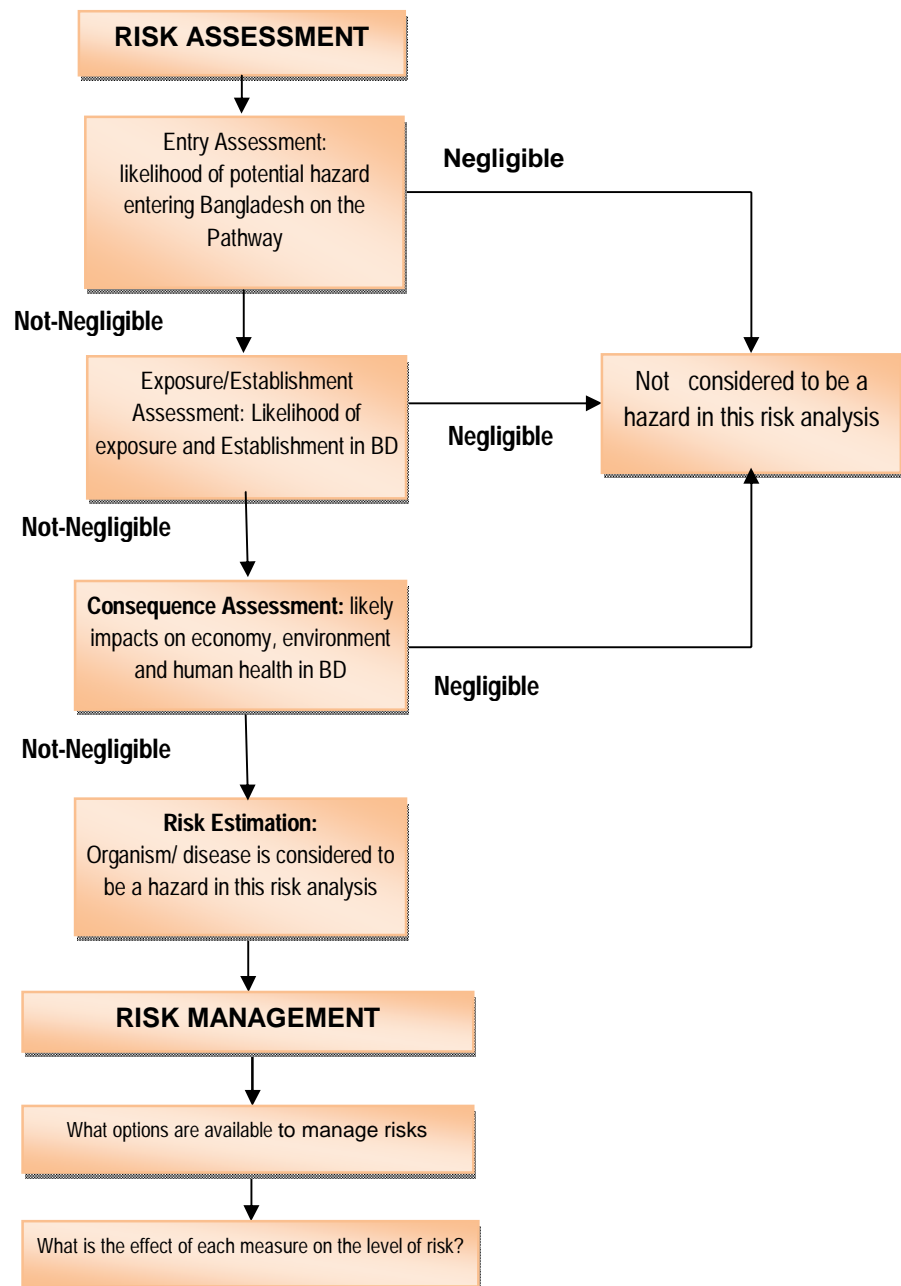 RISK ASSESSMENT
Entry Assessment:
likelihood of potential hazard
entering Bangladesh on the
Pathway
Negligible
Not-Negligible
Exposure/Establishment
Assessment: Likelihood of
exposure and Establishment in BD
Negligible
Not considered to be a
hazard in this risk analysis
Not-Negligible
Consequence Assessment: likely
impacts on economy, environment
and human health in BD
Negligible
Not-Negligible
Risk Estimation:
Organism/ disease is considered to
be a hazard in this risk analysis
RISK MANAGEMENT
What options are available to manage risks
What is the effect of each measure on the level of risk?